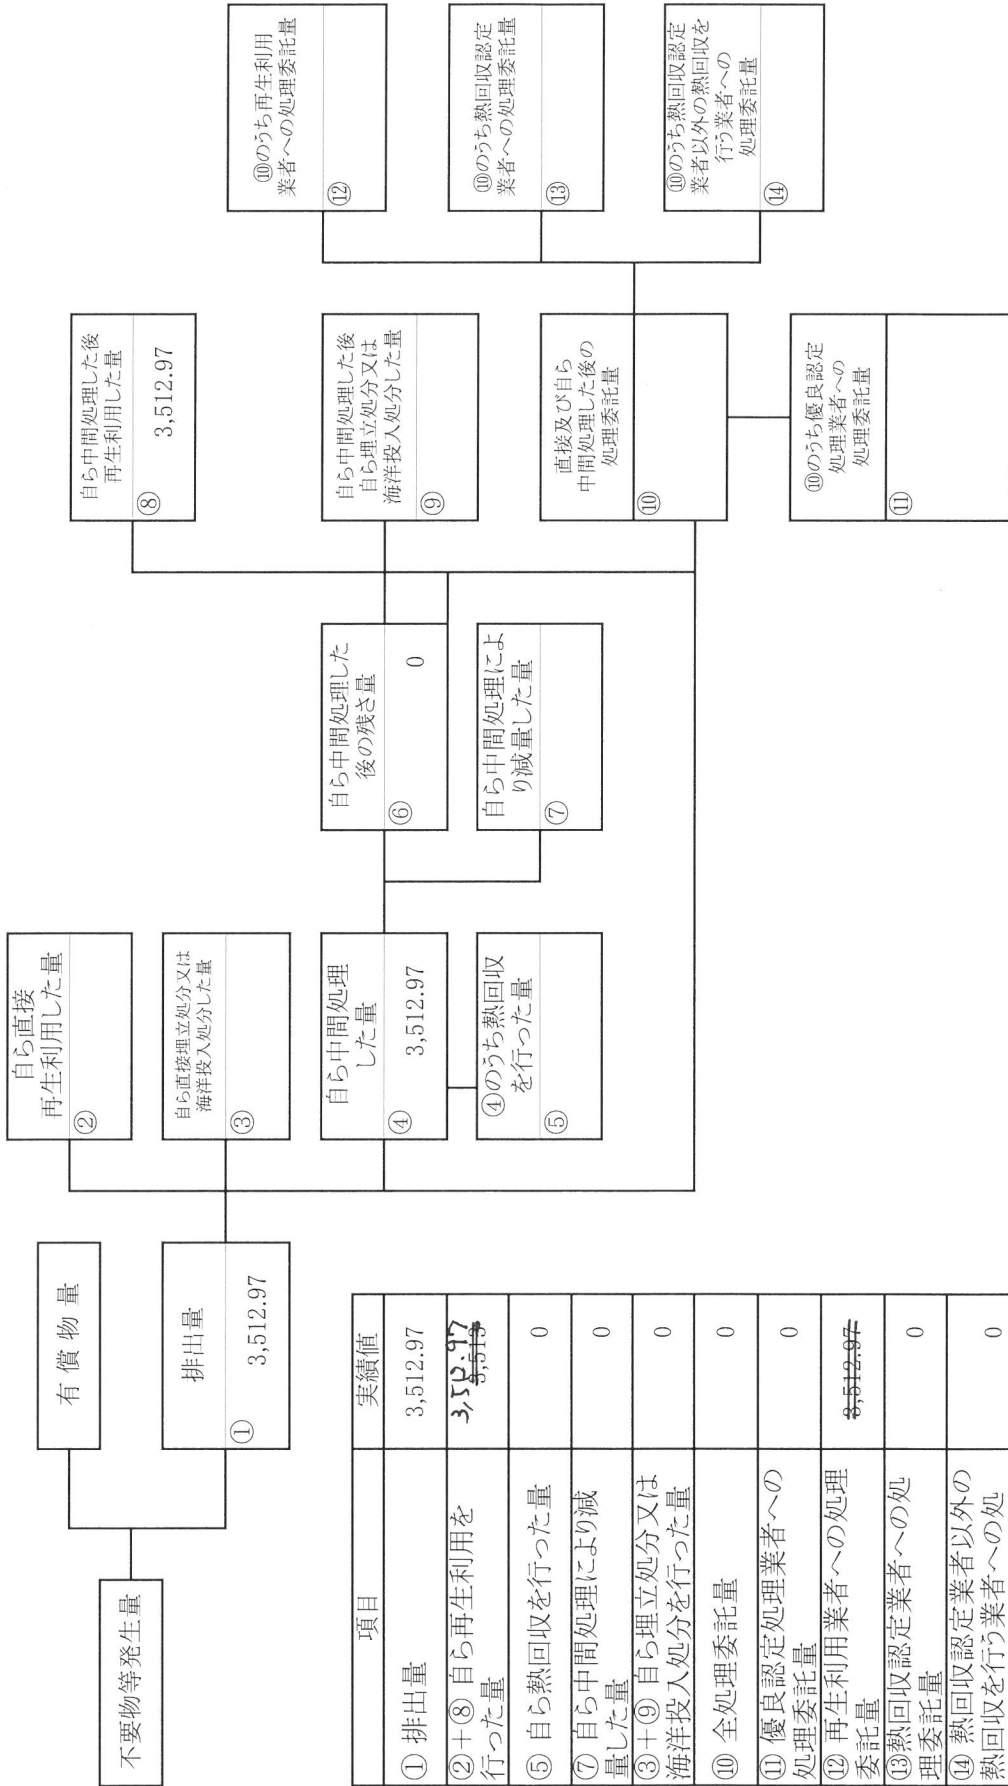 不要物等発生量
有 償 物 量
排出量
①
3,512.97
自ら直接
再生利用した量
②
自ら直接埋立処分又は
海洋投入処分した量
③
自ら中間処理
した量
④
3,512.97
④のうち熱回収
を行った量
⑤
自ら中間処理した
後の残さ量
⑥
0
自ら中間処理によ
り減量した量
⑦
自ら中間処理した後
再生利用した量
⑧
3,512.97
自ら中間処理した後
自ら埋立処分又は
海洋投入処分した量
⑨
直接及び自ら
中間処理した後の
処理委託量
⑩
⑩のうち優良認定
処理業者への
処理委託量
⑪
⑩のうち再生利用
業者への処理委託量
⑫
⑩のうち熱回収認定
業者への処理委託量
⑬
⑩のうち熱回収認定
業者以外の熱回収を
行う業者への
処理委託量
⑭
項目 実績値
① 排出量 3,512.97
②+⑧ 自ら再生利用を
行った量
3,512.97
3,513
⑤ 自ら熱回収を行った量 0
⑦ 自ら中間処理により減
量した量 0
③+⑨ 自ら埋立処分又は
海洋投入処分を行った量 0
⑩ 全処理委託量 0
⑪ 優良認定処理業者への
処理委託量 0
⑫ 再生利用業者への処理
委託量 3,512.97
⑬熱回収認定業者への処
理委託量 0
⑭ 熱回収認定業者以外の
熱回収を行う業者への処 0